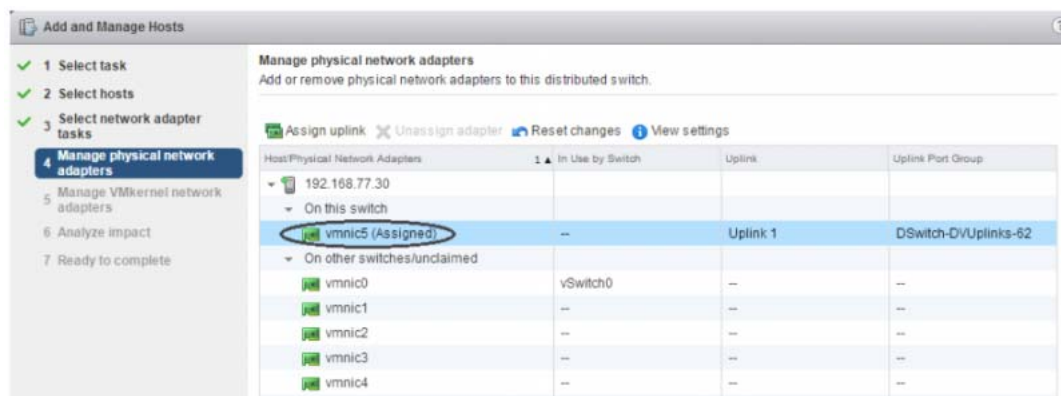 Add and Manage Hosts
1 Select task
2 Select hosts
3 Select network adapter
tasks
4 Manage physical network
adapters
5 Manage VMkernel network
adapters
6 Analyze impact
7 Ready to complete
Manage physical network adapters
Add or remove physical network adapters to this distributed switch.
Assign uplink Unassign adapter Reset changes View settings
Host/Physical Network Adapters 1 ▲ In Use by Switch Uplink Uplink Port Group
192.168.77.30
On this switch
vmnic5 (Assigned) -- Uplink 1 DSwitch-DVUplinks-62
On other switches/unclaimed
vmnic0 vSwitch0 -- --
vmnic1 -- -- --
vmnic2 -- -- --
vmnic3 -- -- --
vmnic4 -- -- --